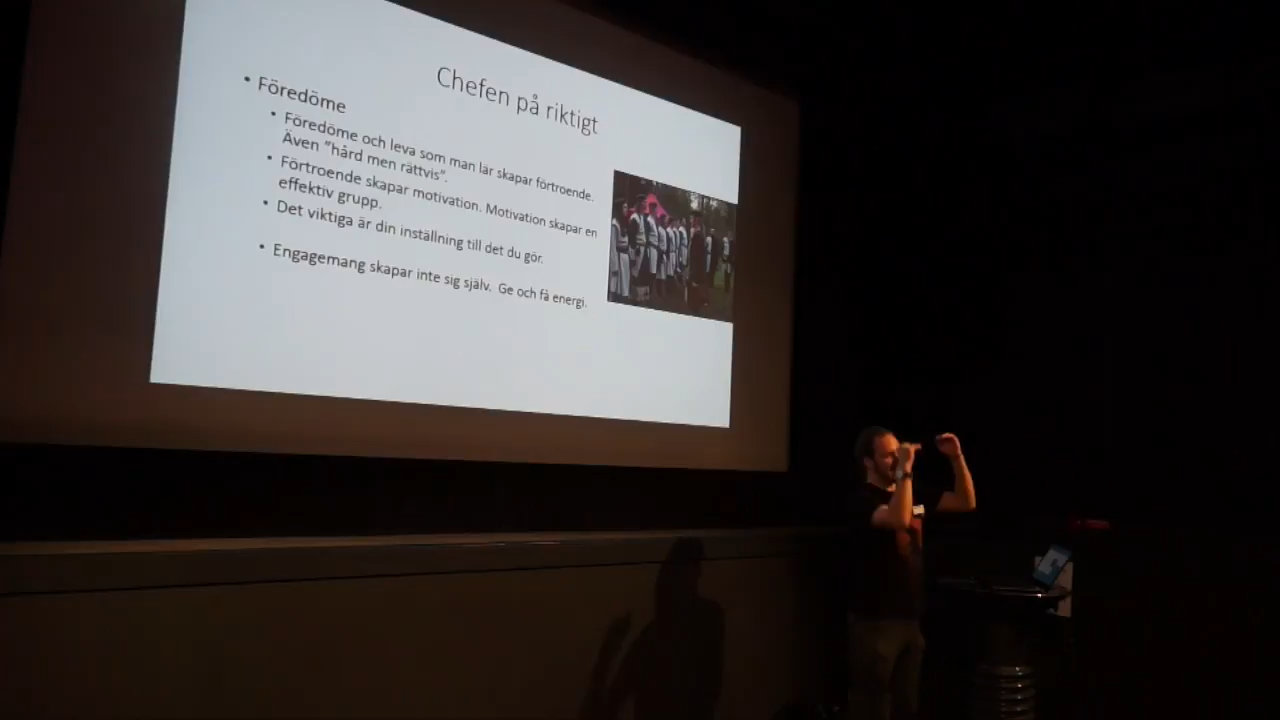 Chefen på riktigt
• Föredöme
• Föredöme och leva som man lär skapar förtroende.
Även "hård men rättvis".
• Förtroende skapar motivation. Motivation skapar en
effektiv grupp.
• Det viktiga är din inställning till det du gör.
• Engagemang skapar inte sig själv. Ge och få energi.